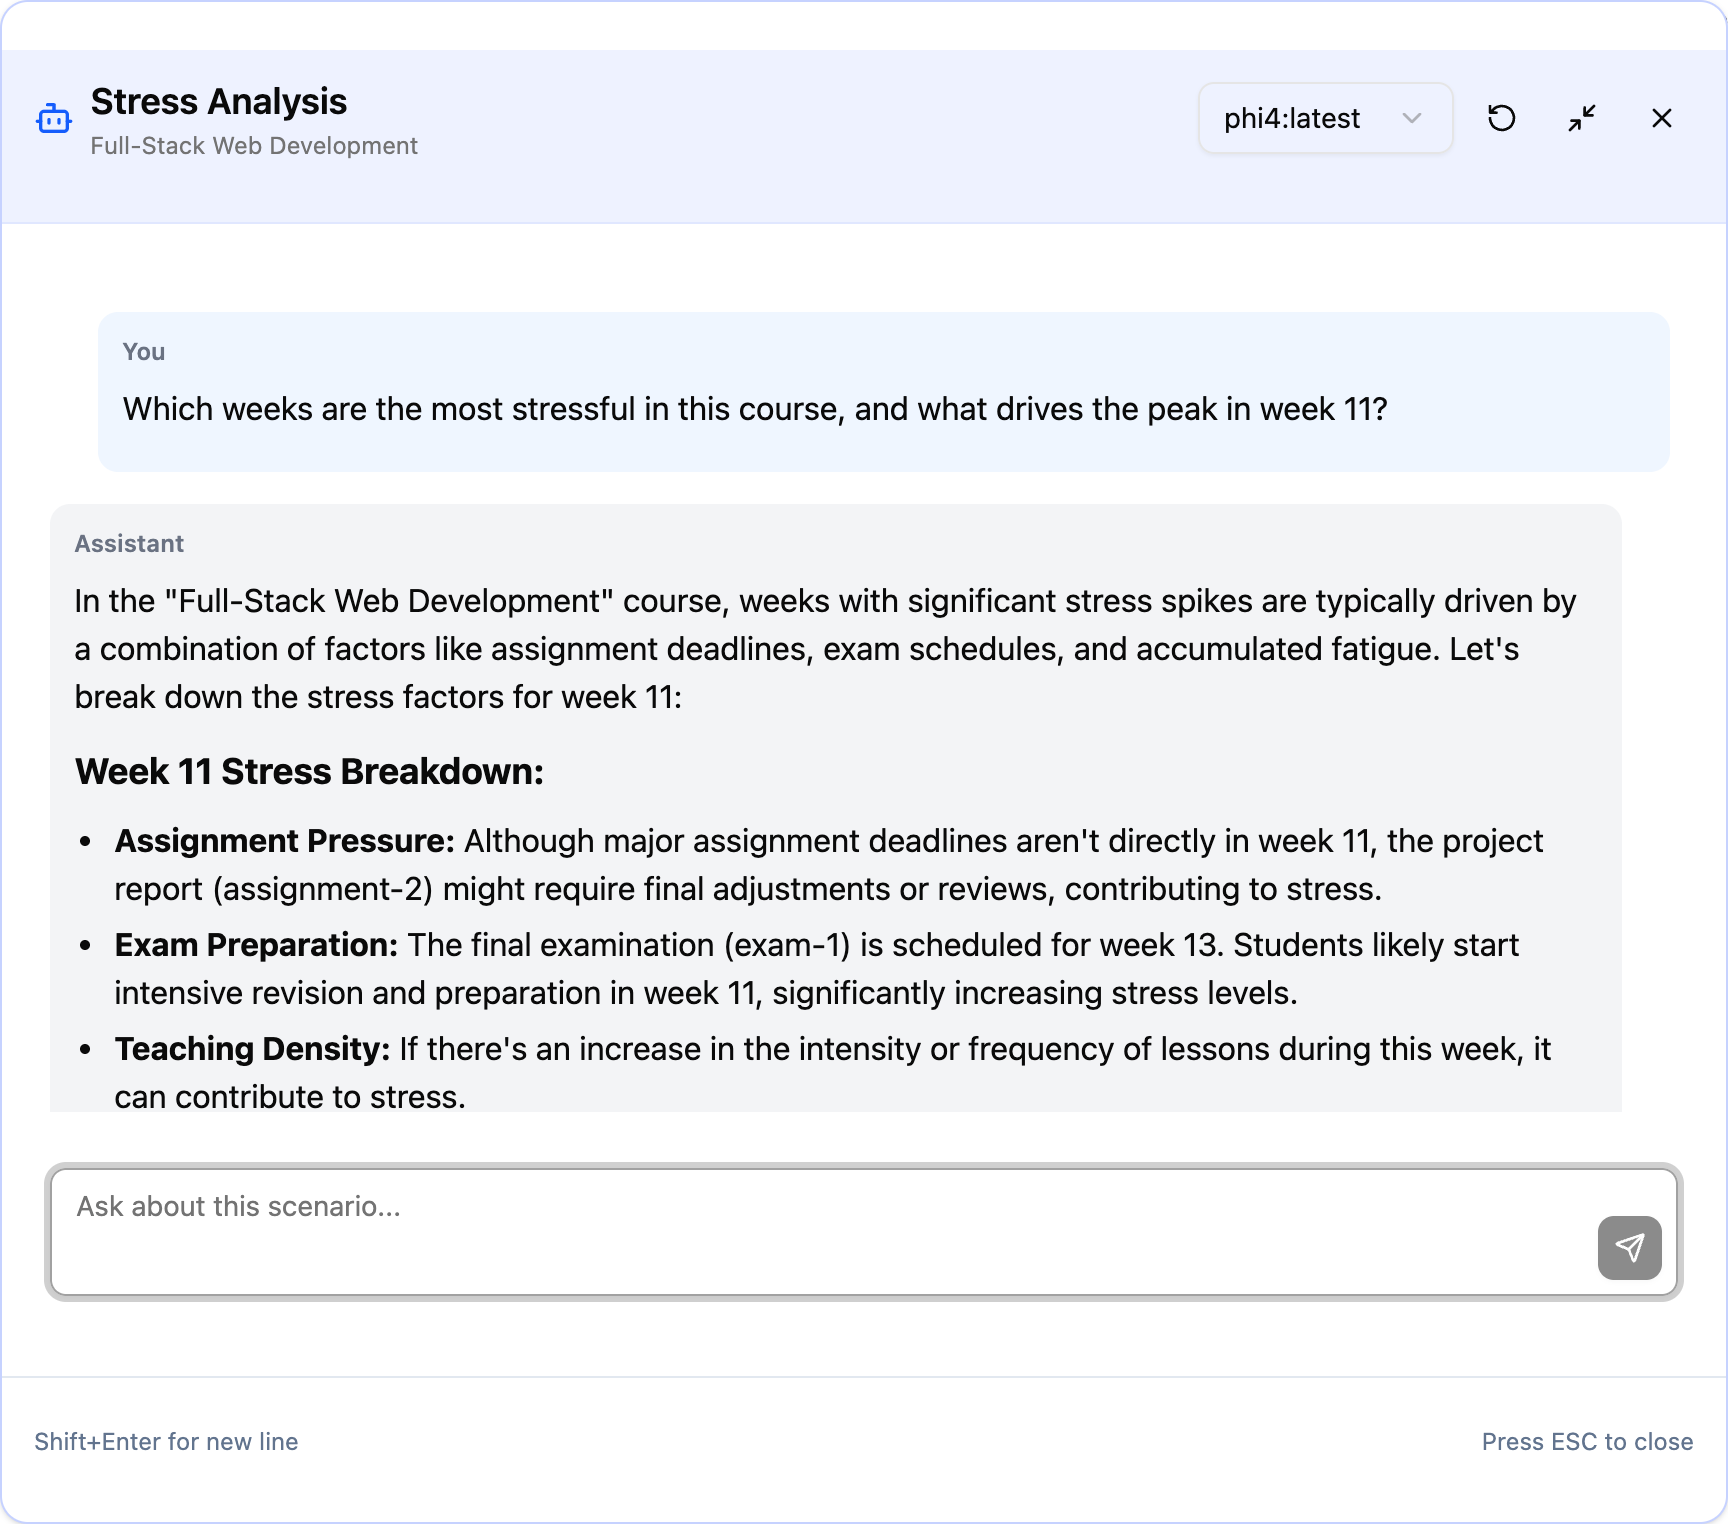 Stress Analysis
Full-Stack Web Development
phi4:latest
You
Which weeks are the most stressful in this course, and what drives the peak in week 11?
Assistant
In the "Full-Stack Web Development" course, weeks with significant stress spikes are typically driven by
a combination of factors like assignment deadlines, exam schedules, and accumulated fatigue. Let's
break down the stress factors for week 11:
Week 11 Stress Breakdown:
• Assignment Pressure: Although major assignment deadlines aren't directly in week 11, the project
report (assignment-2) might require final adjustments or reviews, contributing to stress.
• Exam Preparation: The final examination (exam-1) is scheduled for week 13. Students likely start
intensive revision and preparation in week 11, significantly increasing stress levels.
• Teaching Density: If there's an increase in the intensity or frequency of lessons during this week, it
can contribute to stress.
Ask about this scenario...
Shift+Enter for new line
Press ESC to close